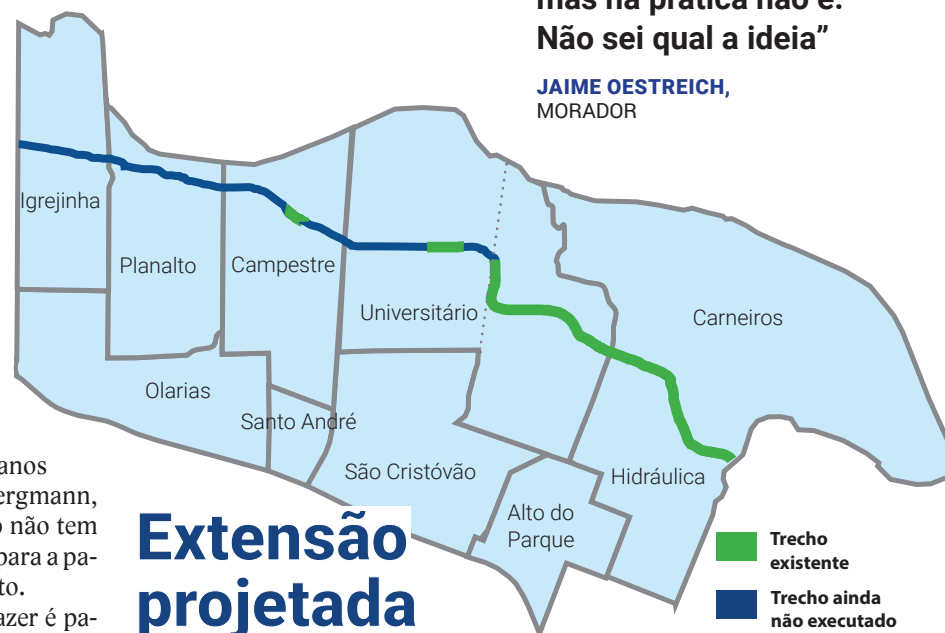 mas na prática não é.
Não sei qual a ideia”
JAIME OESTREICH,
MORADOR
Igrejinha
Planalto
Campestre
Universitário
Carneiros
Olarias
Santo André
São Cristóvão
Hidráulica
Alto do
Parque
anos
ergmann,
não tem
para a pa-
to.
azer é pa-
Extensão
projetada
Trecho
existente
Trecho ainda
não executado